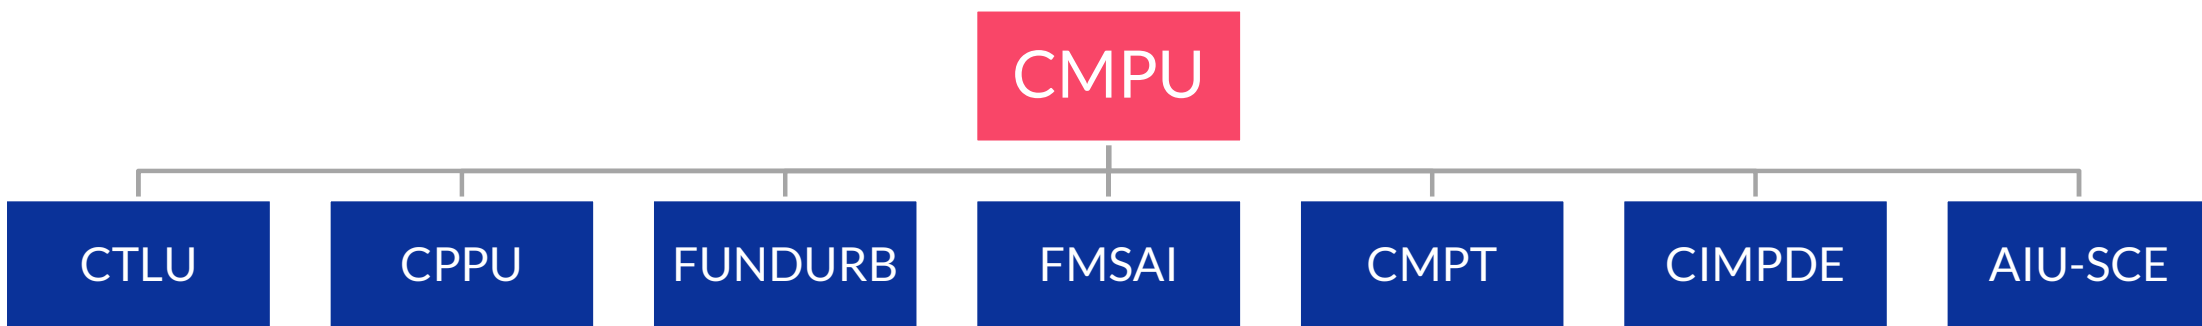 CMPU
CTLU
CPPU
FUNDURB
FMSAI
CMPT
CIMPDE
AIU-SCE